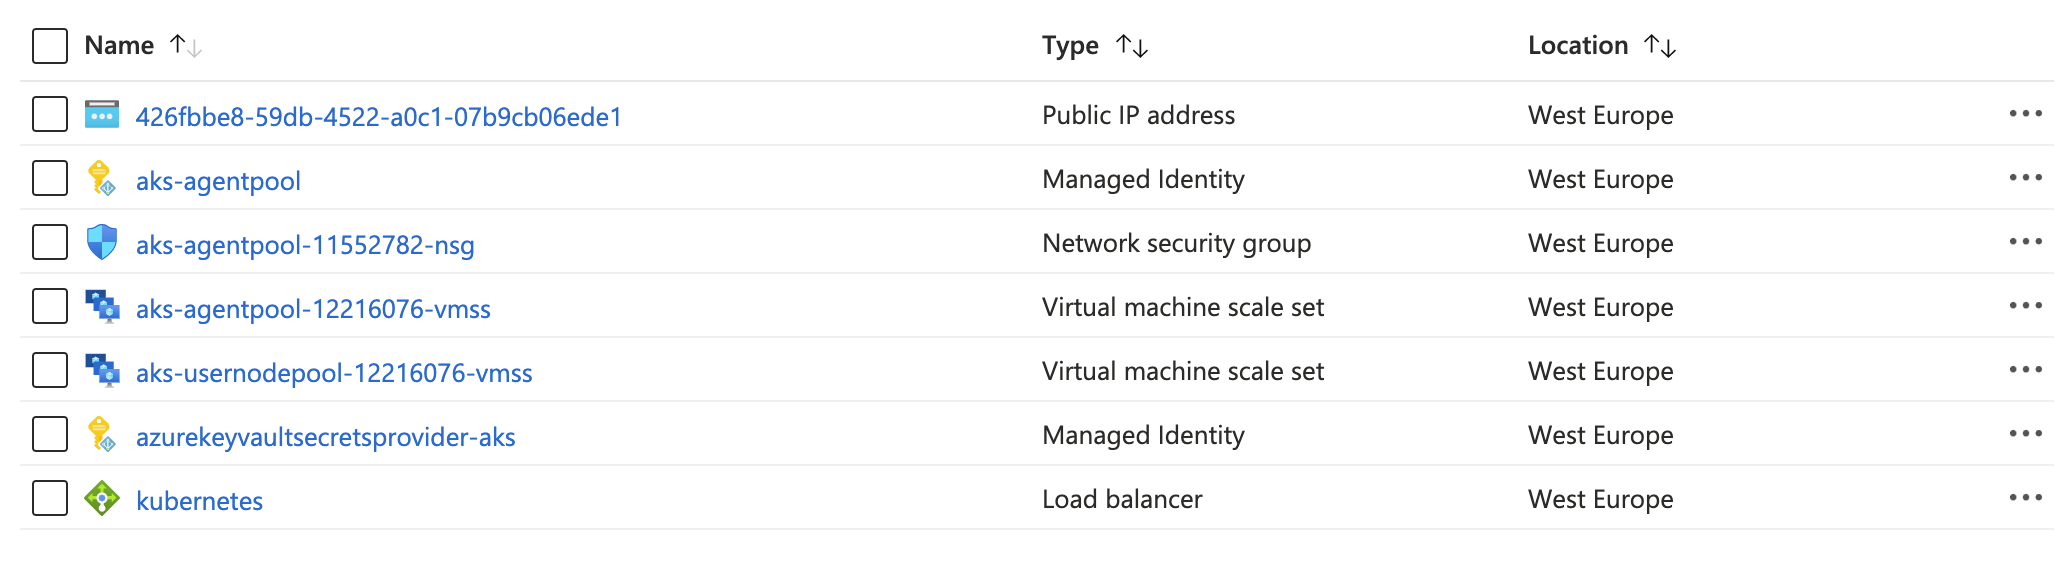 Name Type Location
426fbbe8-59db-4522-a0c1-07b9cb06ede1 Public IP address West Europe
aks-agentpool Managed Identity West Europe
aks-agentpool-11552782-nsg Network security group West Europe
aks-agentpool-12216076-vmss Virtual machine scale set West Europe
aks-usernodepool-12216076-vmss Virtual machine scale set West Europe
azurekeyvaultsecretsprovider-aks Managed Identity West Europe
kubernetes Load balancer West Europe